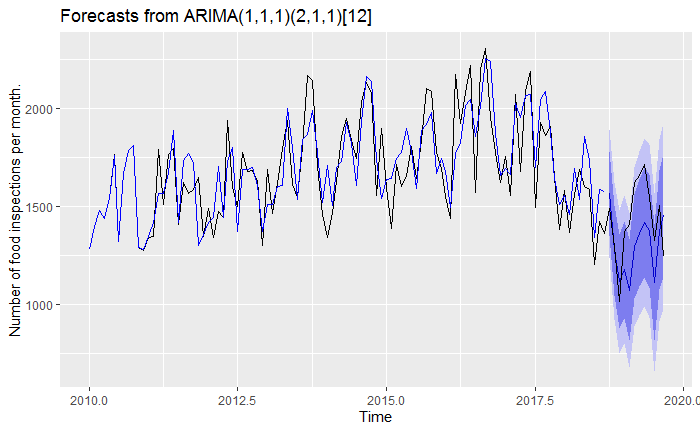 Forecasts from ARIMA(1,1,1)(2,1,1)[12]
Number of food inspections per month.
2000
1500
1000
2010.0 2012.5 2015.0 2017.5 2020.0
Time